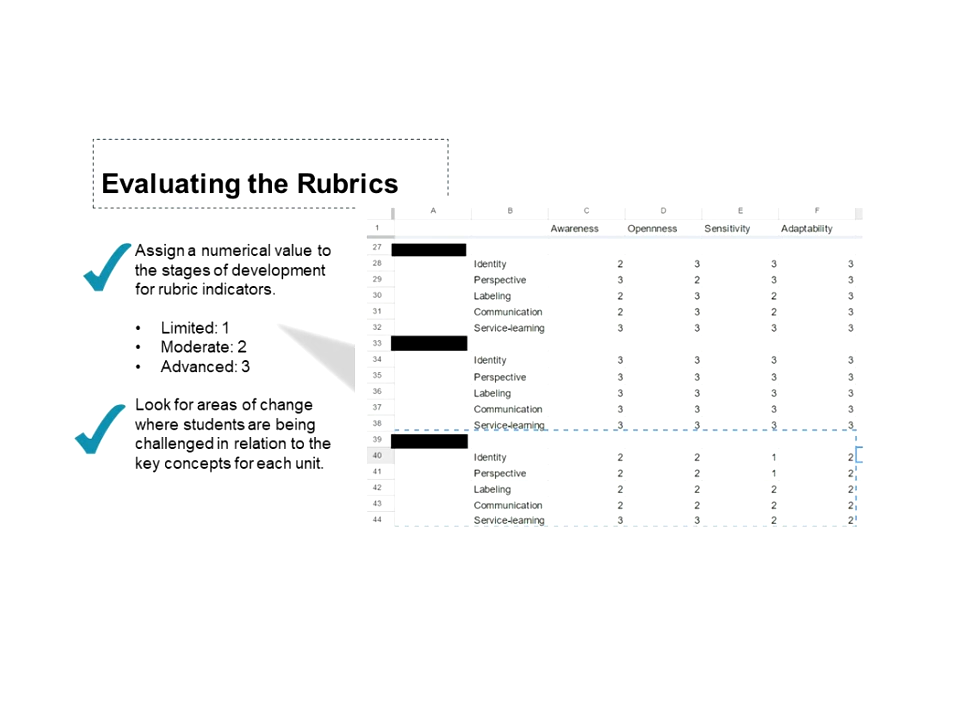 Evaluating the Rubrics
Assign a numerical value to
the stages of development
for rubric indicators.
• Limited: 1
• Moderate: 2
• Advanced: 3
Look for areas of change
where students are being
challenged in relation to the
key concepts for each unit.
A B C D E F
1 Awareness Opennness Sensitivity Adaptability
27
28 Identity 2 3 3 3
29 Perspective 3 2 3 3
30 Labeling 2 3 2 3
31 Communication 2 3 2 3
32 Service-learning 3 3 3 3
33
34 Identity 3 3 3 3
35 Perspective 3 3 3 3
36 Labeling 3 3 3 3
37 Communication 3 3 3 3
38 Service-learning 3 3 3 3
39
40 Identity 2 2 1 2
41 Perspective 2 2 1 2
42 Labeling 2 2 2 2
43 Communication 2 2 2 2
44 Service-learning 3 3 2 2